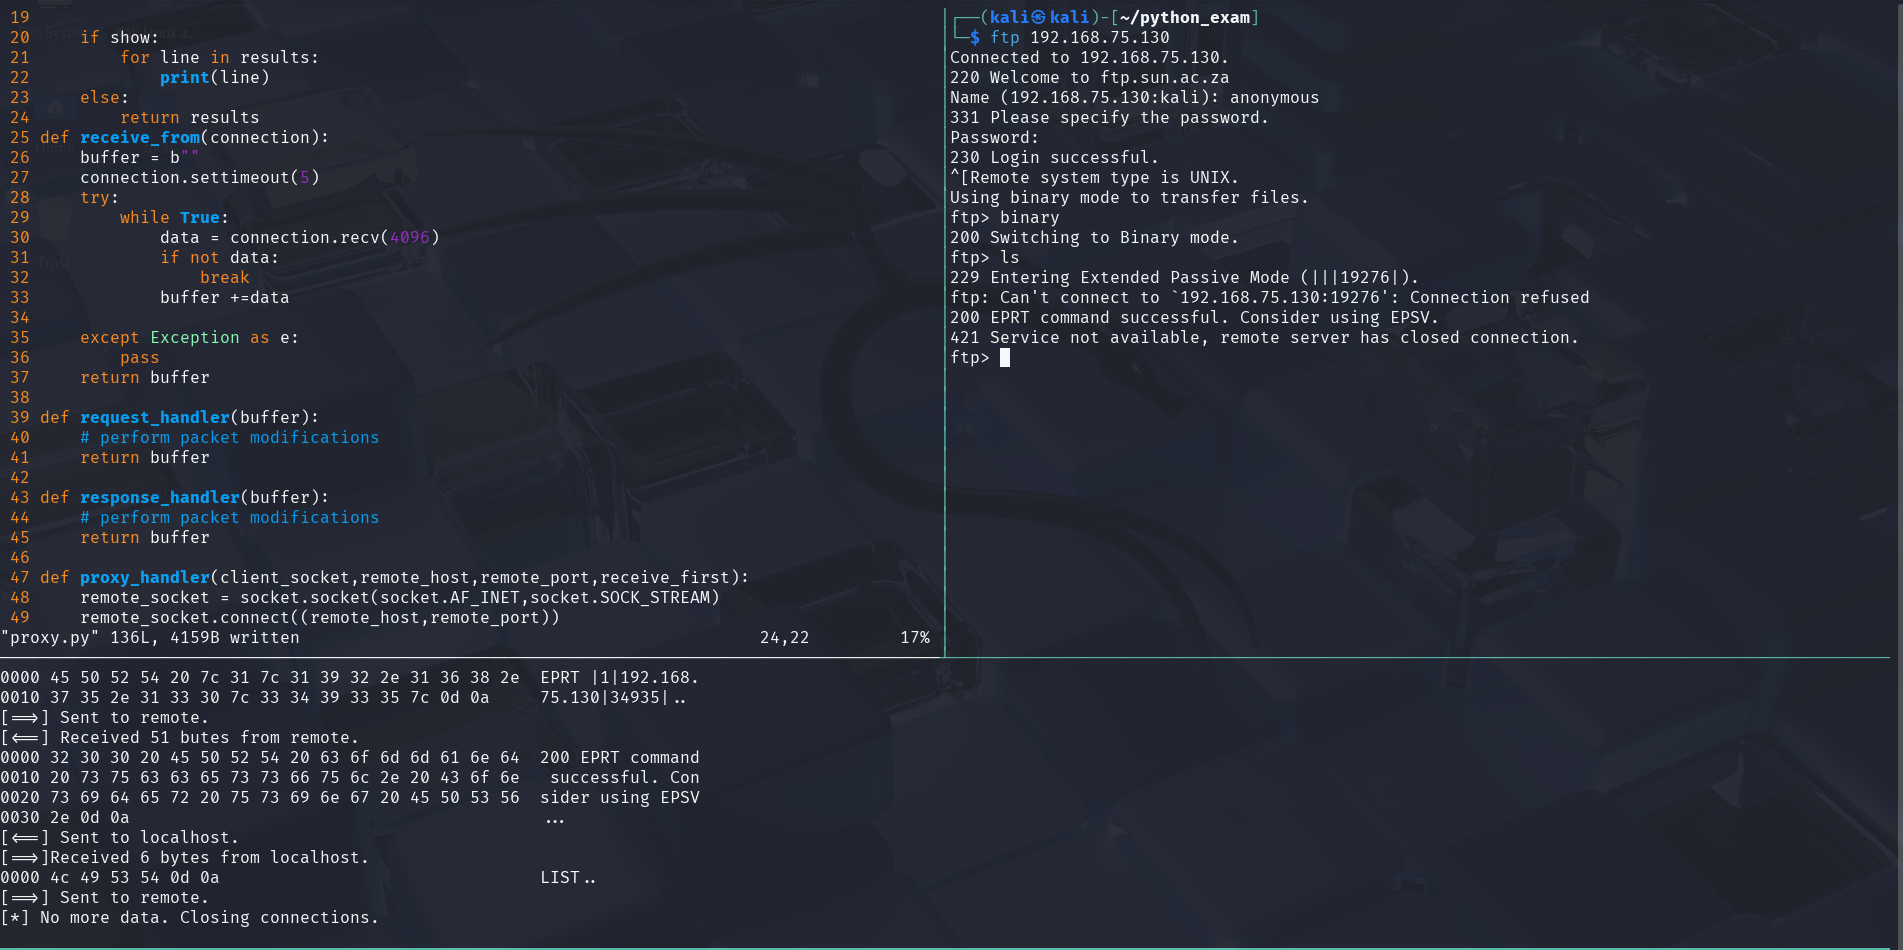 19
20     if show:
21         for line in results:
22             print(line)
23     else:
24         return results
25 def receive_from(connection):
26     buffer = b""
27     connection.settimeout(5)
28     try:
29         while True:
30             data = connection.recv(4096)
31             if not data:
32                 break
33             buffer +=data
34
35     except Exception as e:
36         pass
37     return buffer
38
39 def request_handler(buffer):
40     # perform packet modifications
41     return buffer
42
43 def response_handler(buffer):
44     # perform packet modifications
45     return buffer
46
47 def proxy_handler(client_socket,remote_host,remote_port,receive_first):
48     remote_socket = socket.socket(socket.AF_INET,socket.SOCK_STREAM)
49     remote_socket.connect((remote_host,remote_port))
"proxy.py" 136L, 4159B written 24,22 17%
┌──(kali㉿kali)-[~/python_exam]
└─$ ftp 192.168.75.130
Connected to 192.168.75.130.
220 Welcome to ftp.sun.ac.za
Name (192.168.75.130:kali): anonymous
331 Please specify the password.
Password:
230 Login successful.
^[Remote system type is UNIX.
Using binary mode to transfer files.
ftp> binary
200 Switching to Binary mode.
ftp> ls
229 Entering Extended Passive Mode (|||19276|).
ftp: Can't connect to `192.168.75.130:19276': Connection refused
200 EPRT command successful. Consider using EPSV.
421 Service not available, remote server has closed connection.
ftp>
0000 45 50 52 54 20 7c 31 7c 31 39 32 2e 31 36 38 2e  EPRT |1|192.168.
0010 37 35 2e 31 33 30 7c 33 34 39 33 35 7c 0d 0a     75.130|34935|..
[==>] Sent to remote.
[<==] Received 51 butes from remote.
0000 32 30 30 20 45 50 52 54 20 63 6f 6d 6d 61 6e 64  200 EPRT command
0010 20 73 75 63 63 65 73 73 66 75 6c 2e 20 43 6f 6e   successful. Con
0020 73 69 64 65 72 20 75 73 69 6e 67 20 45 50 53 56  sider using EPSV
0030 2e 0d 0a                                         ...
[<==] Sent to localhost.
[==>]Received 6 bytes from localhost.
0000 4c 49 53 54 0d 0a                                LIST..
[==>] Sent to remote.
[*] No more data. Closing connections.